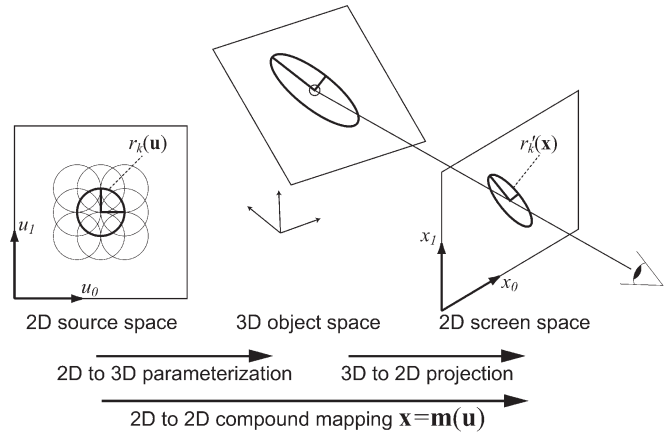 r_k(u)
r'_k(x)
u_1
x_1
u_0
x_0
2D source space
3D object space
2D screen space
2D to 3D parameterization
3D to 2D projection
2D to 2D compound mapping x=m(u)